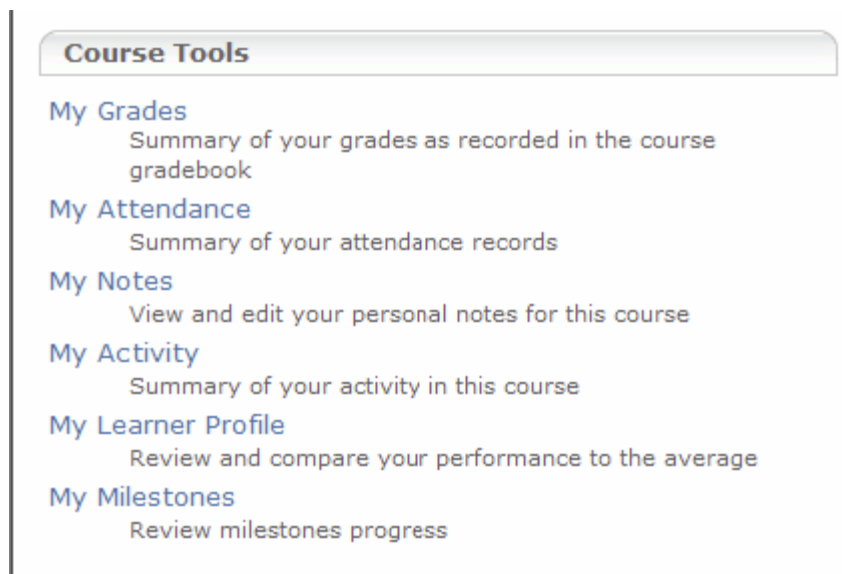 Course Tools
My Grades
Summary of your grades as recorded in the course
gradebook
My Attendance
Summary of your attendance records
My Notes
View and edit your personal notes for this course
My Activity
Summary of your activity in this course
My Learner Profile
Review and compare your performance to the average
My Milestones
Review milestones progress